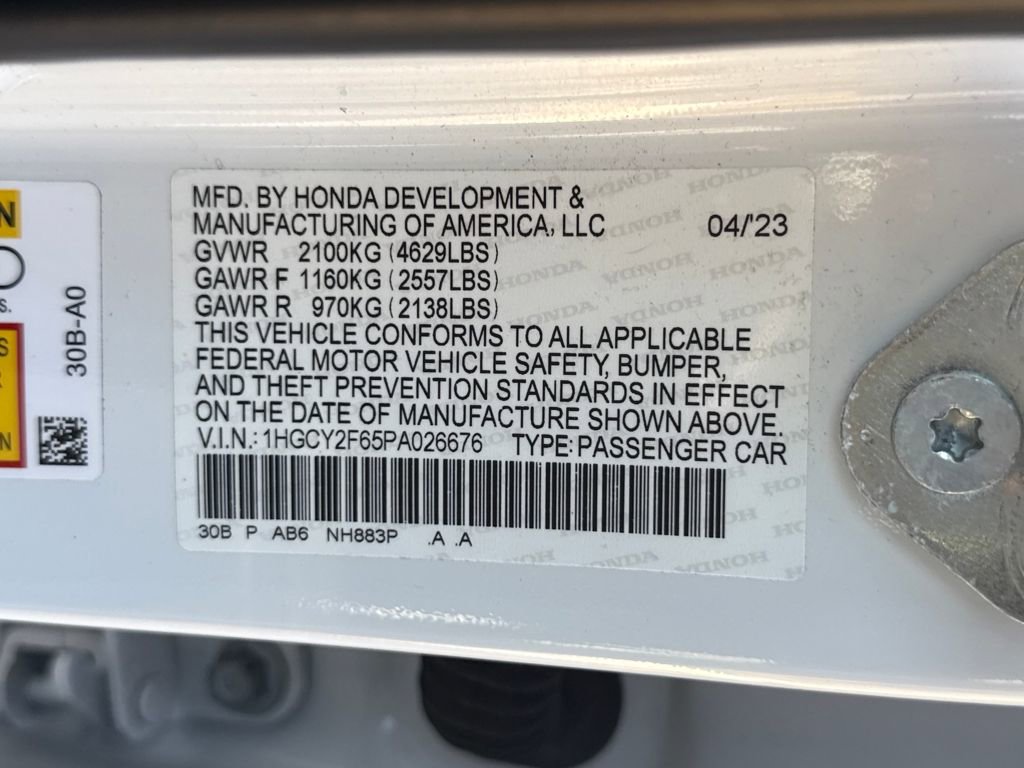 MFD. BY HONDA DEVELOPMENT &
MANUFACTURING OF AMERICA, LLC 04/'23
GVWR 2100KG (4629LBS)
GAWR F 1160KG (2557LBS)
GAWR R 970KG (2138LBS)
THIS VEHICLE CONFORMS TO ALL APPLICABLE
FEDERAL MOTOR VEHICLE SAFETY, BUMPER,
AND THEFT PREVENTION STANDARDS IN EFFECT
ON THE DATE OF MANUFACTURE SHOWN ABOVE.
V.I.N.: 1HGCY2F65PA026676 TYPE: PASSENGER CAR
30B P AB6 NH883P .A .A
30B-A0
HONDA